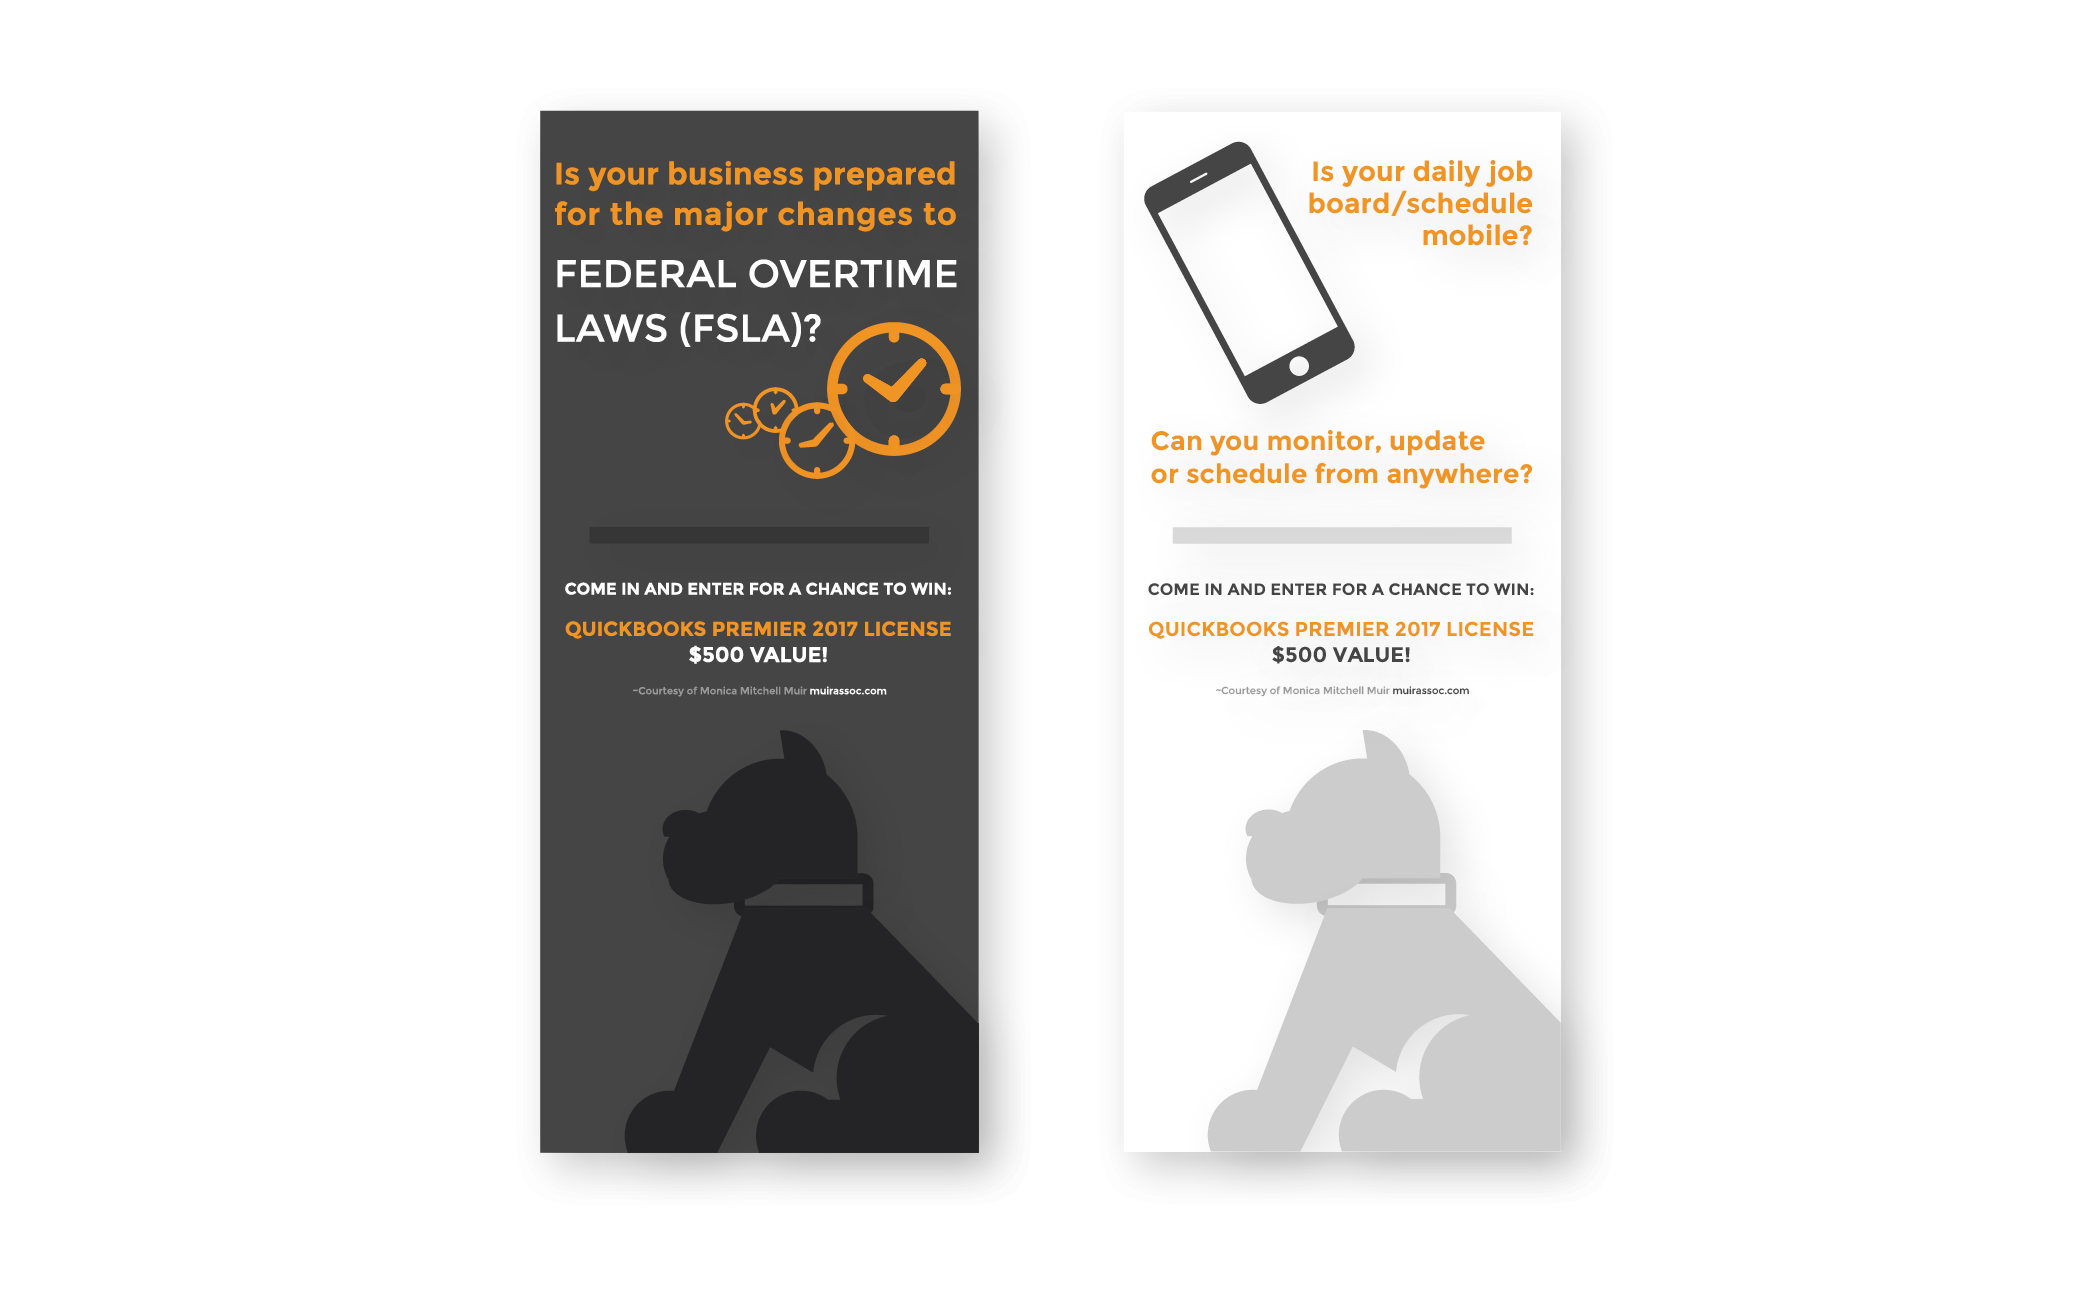 Is your business prepared
for the major changes to
FEDERAL OVERTIME
LAWS (FSLA)?
COME IN AND ENTER FOR A CHANCE TO WIN:
QUICKBOOKS PREMIER 2017 LICENSE
$500 VALUE!
~Courtesy of Monica Mitchell Muir muirassoc.com
Is your daily job
board/schedule
mobile?
Can you monitor, update
or schedule from anywhere?
COME IN AND ENTER FOR A CHANCE TO WIN:
QUICKBOOKS PREMIER 2017 LICENSE
$500 VALUE!
~Courtesy of Monica Mitchell Muir muirassoc.com